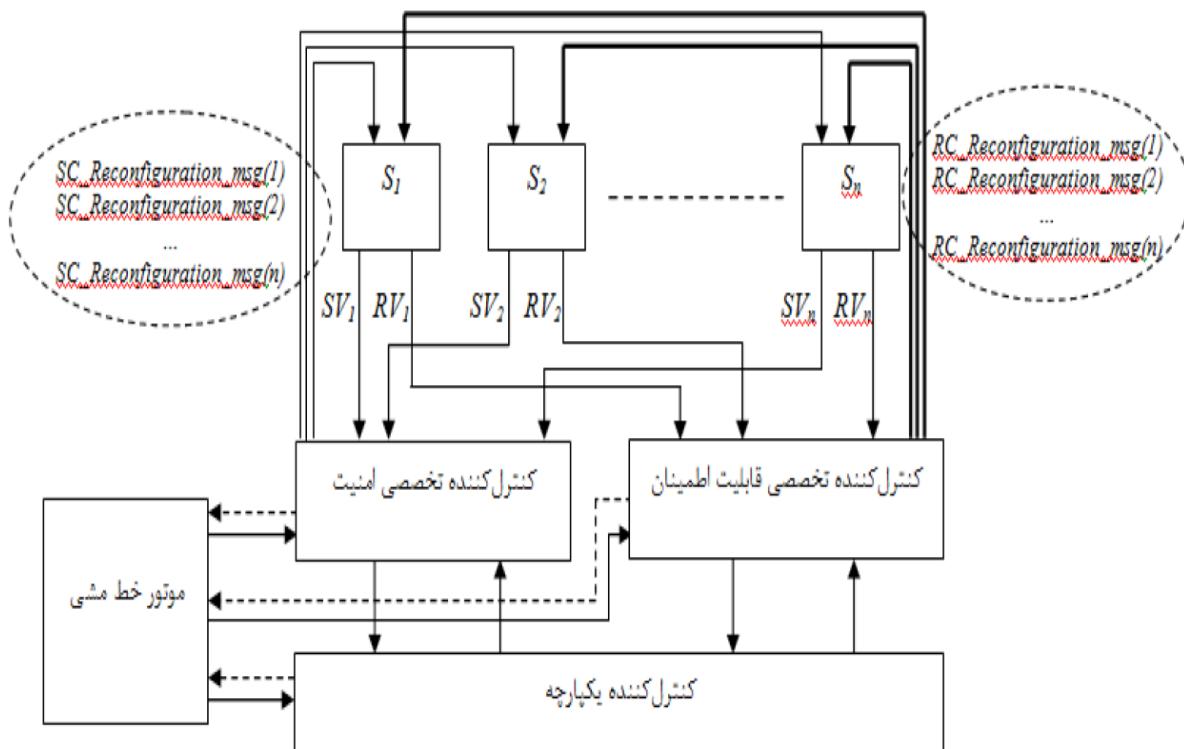 SC_Reconfiguration_msg(1)
SC_Reconfiguration_msg(2)
...
SC_Reconfiguration_msg(n)
S1
S2
Sn
RC_Reconfiguration_msg(1)
RC_Reconfiguration_msg(2)
...
RC_Reconfiguration_msg(n)
SV1 RV1 SV2 RV2 SVn RVn
کنترل‌کننده تخصصی امنیت
کنترل‌کننده تخصصی قابلیت اطمینان
موتور خط مشی
کنترل‌کننده یکپارچه